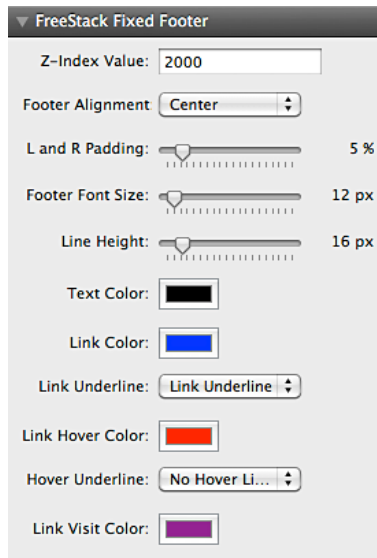 FreeStack Fixed Footer
Z-Index Value: 2000
Footer Alignment Center
L and R Padding: 5 %
Footer Font Size: 12 px
Line Height: 16 px
Text Color:
Link Color:
Link Underline: Link Underline
Link Hover Color:
Hover Underline: No Hover Li...
Link Visit Color: